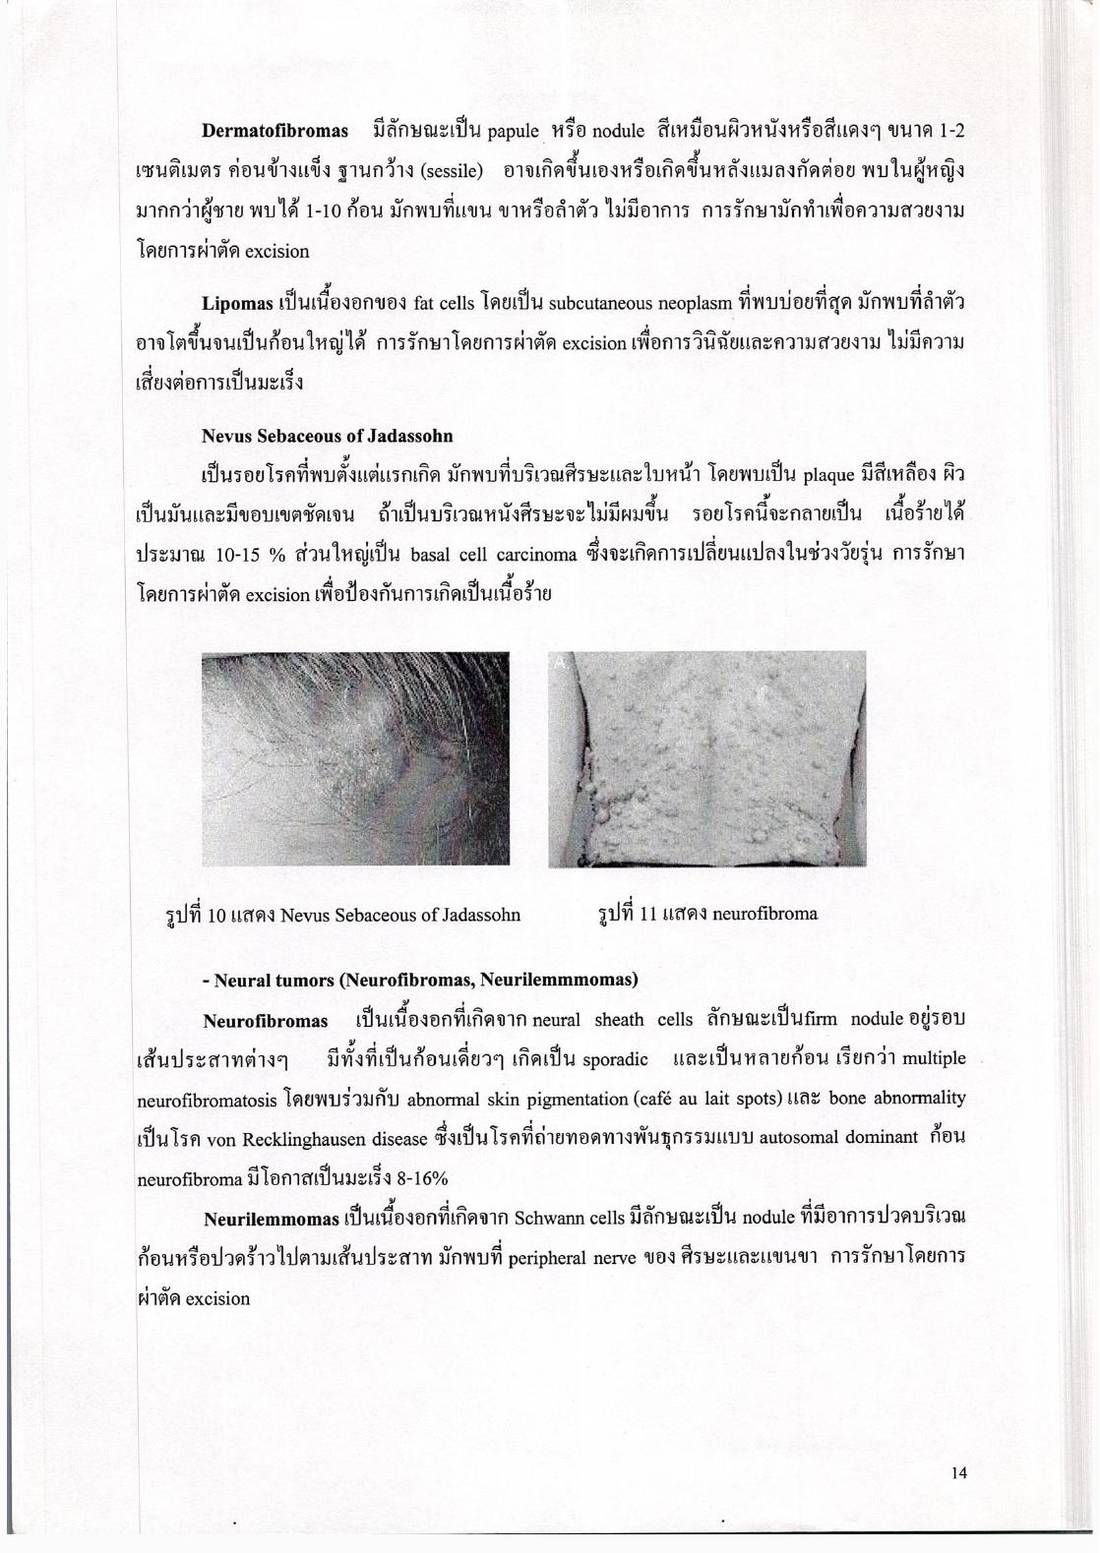 Dermatofibromas มีลักษณะเป็น papule หรือ nodule สีเหมือนผิวหนังหรือสีแดงๆ ขนาด 1-2
เซนติเมตร ค่อนข้างแข็ง ฐานกว้าง (sessile) อาจเกิดขึ้นเองหรือเกิดขึ้นหลังแมลงกัดต่อย พบในผู้หญิง
มากกว่าผู้ชาย พบได้ 1-10 ก้อน มักพบที่แขน ขาหรือลำตัว ไม่มีอาการ การรักษามักทำเพื่อความสวยงาม
โดยการผ่าตัด excision
Lipomas เป็นเนื้องอกของ fat cells โดยเป็น subcutaneous neoplasm ที่พบบ่อยที่สุด มักพบที่ลำตัว
อาจโตขึ้นจนเป็นก้อนใหญ่ได้ การรักษาโดยการผ่าตัด excision เพื่อการวินิฉัยและความสวยงาม ไม่มีความ
เสี่ยงต่อการเป็นมะเร็ง
Nevus Sebaceous of Jadassohn
เป็นรอยโรคที่พบตั้งแต่แรกเกิด มักพบที่บริเวณศีรษะและใบหน้า โดยพบเป็น plaque มีสีเหลือง ผิว
เป็นมันและมีขอบเขตชัดเจน ถ้าเป็นบริเวณหนังศีรษะจะไม่มีผมขึ้น รอยโรคนี้จะกลายเป็น เนื้อร้ายได้
ประมาณ 10-15 % ส่วนใหญ่เป็น basal cell carcinoma ซึ่งจะเกิดการเปลี่ยนแปลงในช่วงวัยรุ่น การรักษา
โดยการผ่าตัด excision เพื่อป้องกันการเกิดเป็นเนื้อร้าย
A
รูปที่ 10 แสดง Nevus Sebaceous of Jadassohn
รูปที่ 11 แสดง neurofibroma
- Neural tumors (Neurofibromas, Neurilemmmomas)
Neurofibromas เป็นเนื้องอกที่เกิดจาก neural sheath cells ลักษณะเป็นfirm nodule อยู่รอบ
เส้นประสาทต่างๆ มีทั้งที่เป็นก้อนเดี่ยวๆ เกิดเป็น sporadic และเป็นหลายก้อน เรียกว่า multiple
neurofibromatosis โดยพบร่วมกับ abnormal skin pigmentation (café au lait spots) และ bone abnormality
เป็นโรค von Recklinghausen disease ซึ่งเป็นโรคที่ถ่ายทอดทางพันธุกรรมแบบ autosomal dominant ก้อน
neurofibroma มีโอกาสเป็นมะเร็ง 8-16%
Neurilemmomas เป็นเนื้องอกที่เกิดจาก Schwann cells มีลักษณะเป็น nodule ที่มีอาการปวดบริเวณ
ก้อนหรือปวดร้าวไปตามเส้นประสาท มักพบที่ peripheral nerve ของ ศีรษะและแขนขา การรักษาโดยการ
ผ่าตัด excision
14